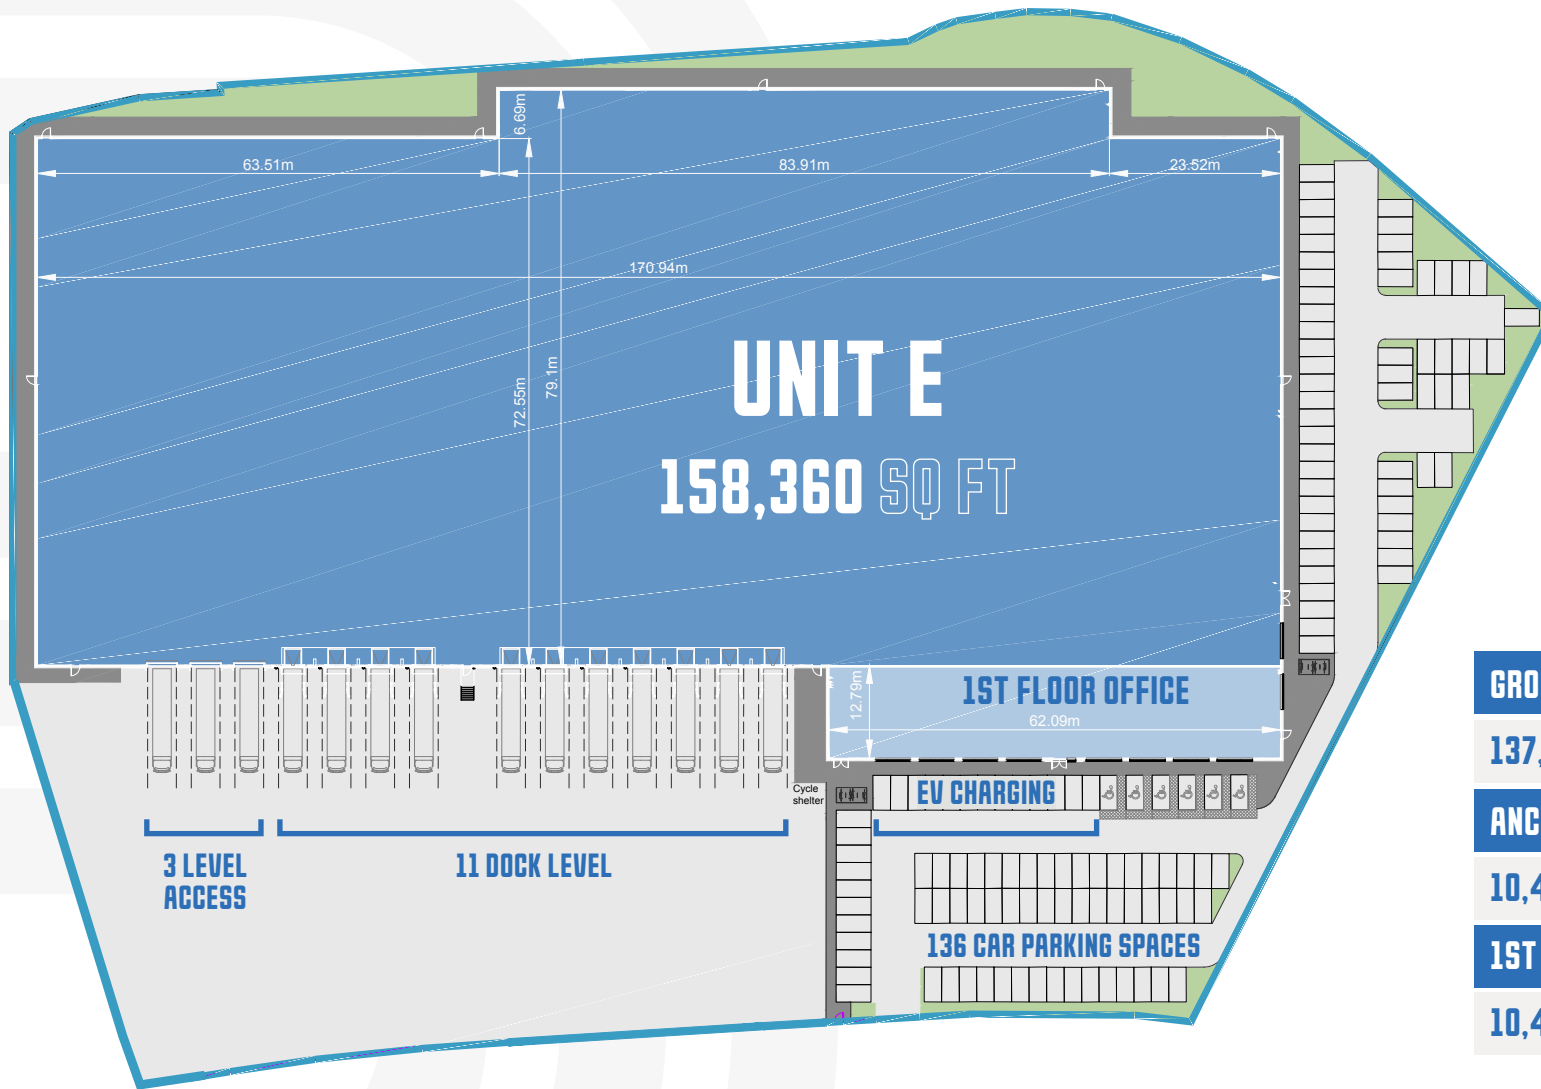 6.69m
63.51m
83.91m
23.52m
170.94m
72.55m
79.1m
UNIT E
158,360 SQ FT
12.79m
1ST FLOOR OFFICE
62.09m
Cycle
shelter
EV CHARGING
3 LEVEL
ACCESS
11 DOCK LEVEL
136 CAR PARKING SPACES
GRO
137,
ANC
10,4
1ST
10,4